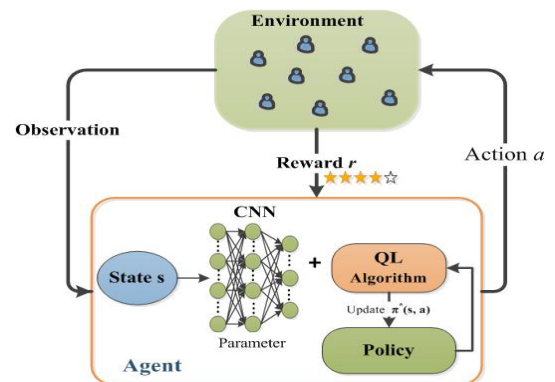 Environment
Observation
Reward r
Action a
CNN
State s
+
QL
Algorithm
Update π*(s, a)
Parameter
Policy
Agent